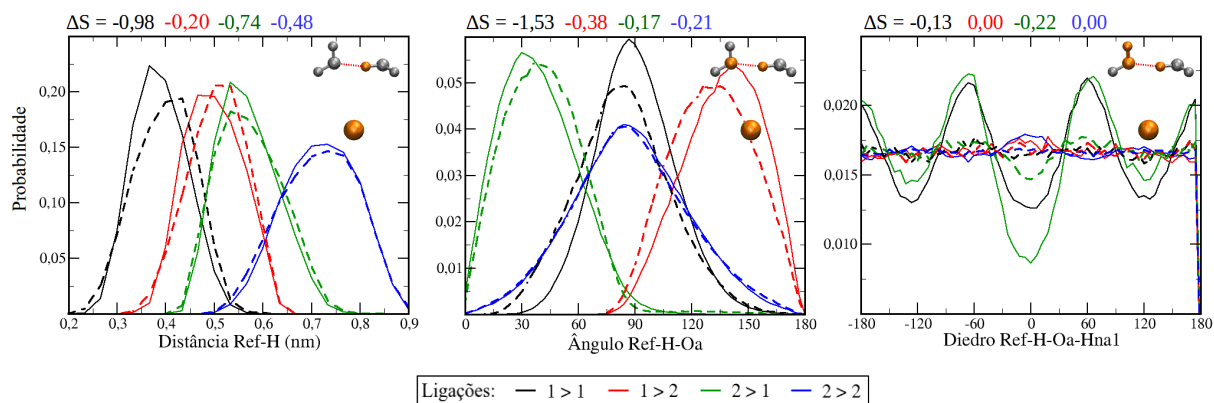 ΔS = -0,98 -0,20 -0,74 -0,48
Probabilidade
0,20
0,15
0,10
0,05
0,2 0,3 0,4 0,5 0,6 0,7 0,8 0,9
Distância Ref-H (nm)
ΔS = -1,53 -0,38 -0,17 -0,21
0,05
0,04
0,03
0,02
0,01
0 30 60 90 120 150 180
Ângulo Ref-H-Oa
ΔS = -0,13 0,00 -0,22 0,00
0,020
0,015
0,010
-180 -120 -60 0 60 120 180
Diedro Ref-H-Oa-Hna1
Ligações: 1 > 1 1 > 2 2 > 1 2 > 2